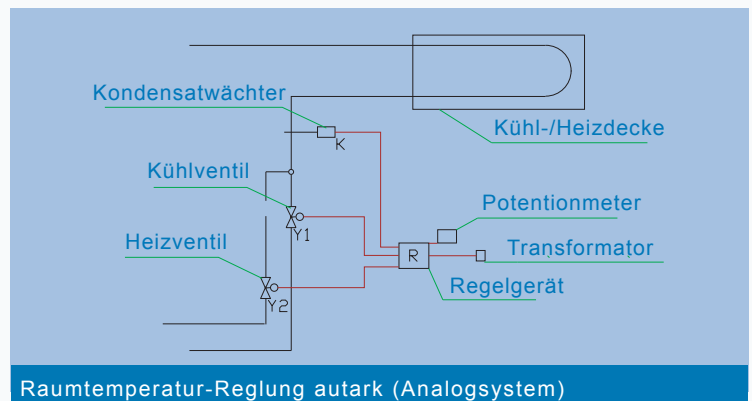 Kondensatwächter
K
Kühl-/Heizdecke
Kühlventil
Potentionmeter
Y1
Heizventil
R
Transformator
Regelgerät
Y2
Raumtemperatur-Reglung autark (Analogsystem)